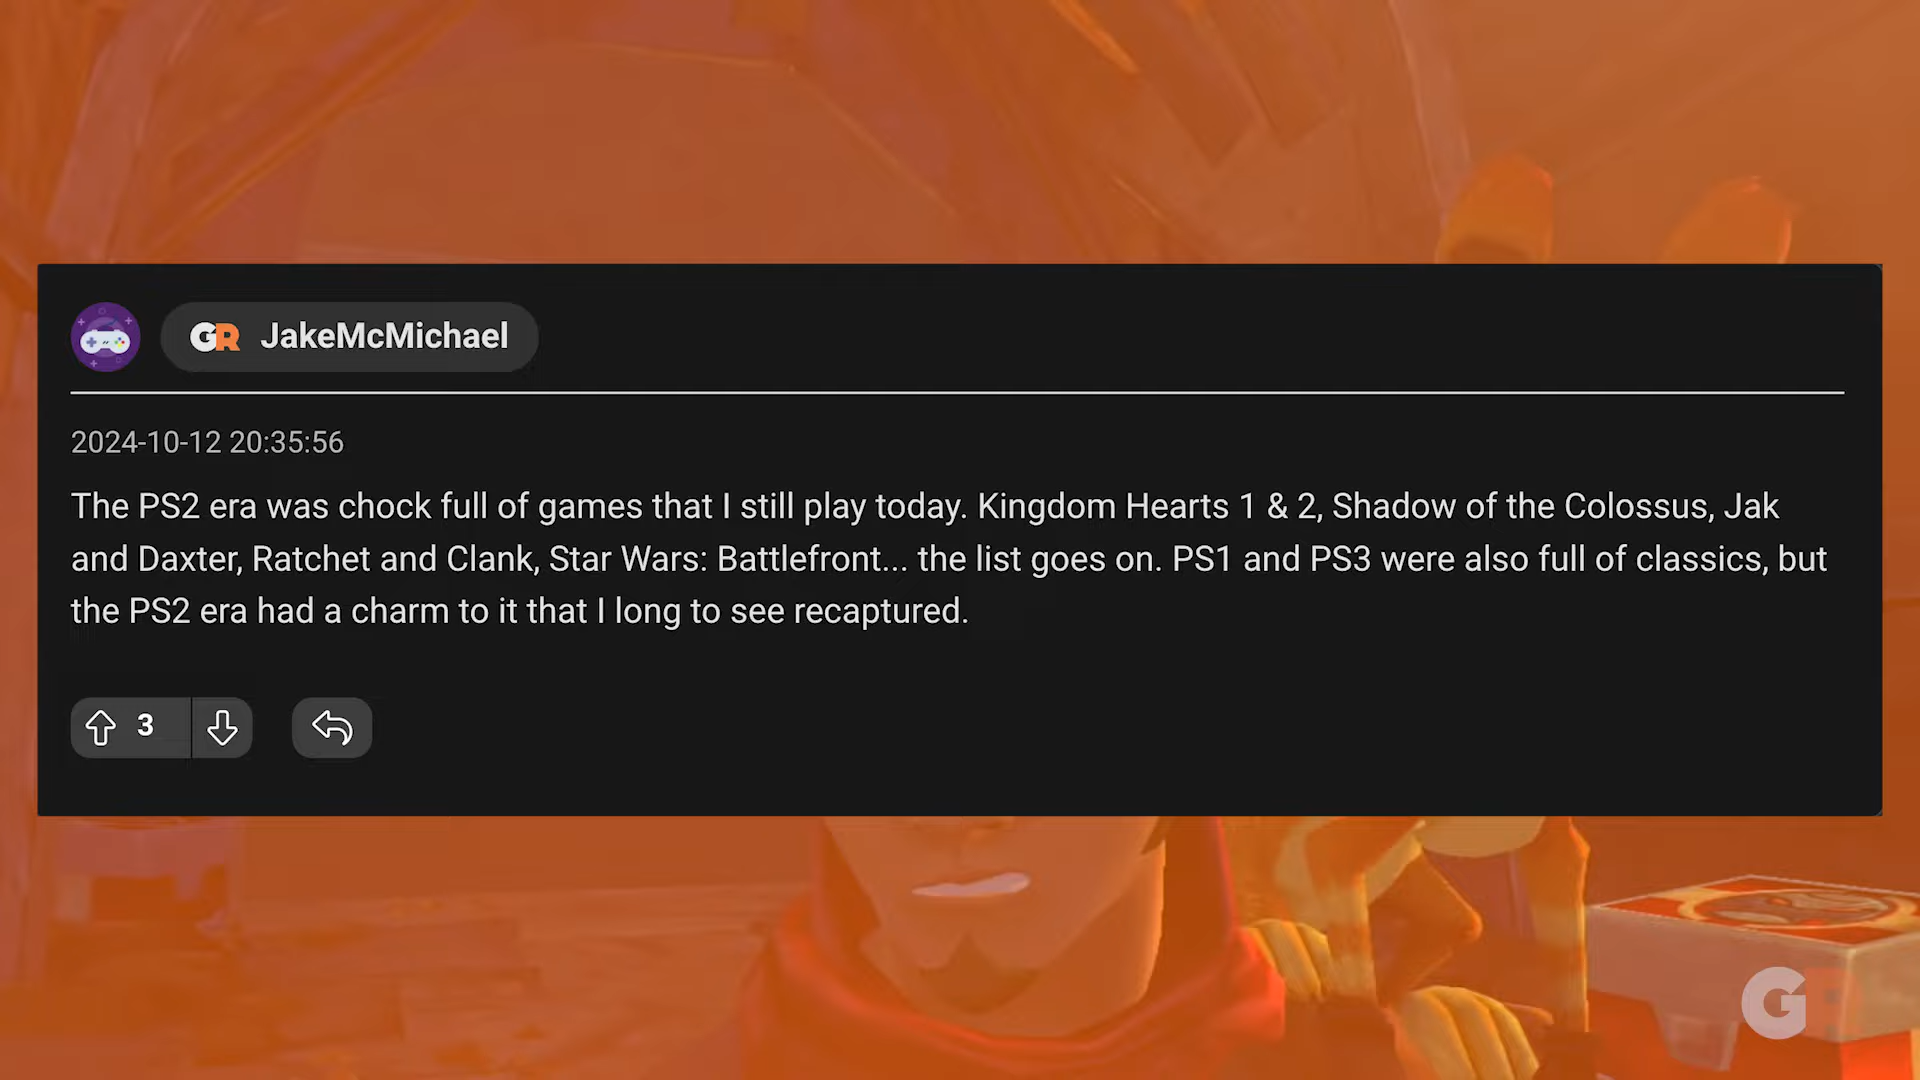 GR JakeMcMichael
2024-10-12 20:35:56
The PS2 era was chock full of games that I still play today. Kingdom Hearts 1 & 2, Shadow of the Colossus, Jak
and Daxter, Ratchet and Clank, Star Wars: Battlefront... the list goes on. PS1 and PS3 were also full of classics, but
the PS2 era had a charm to it that I long to see recaptured.
3
GR